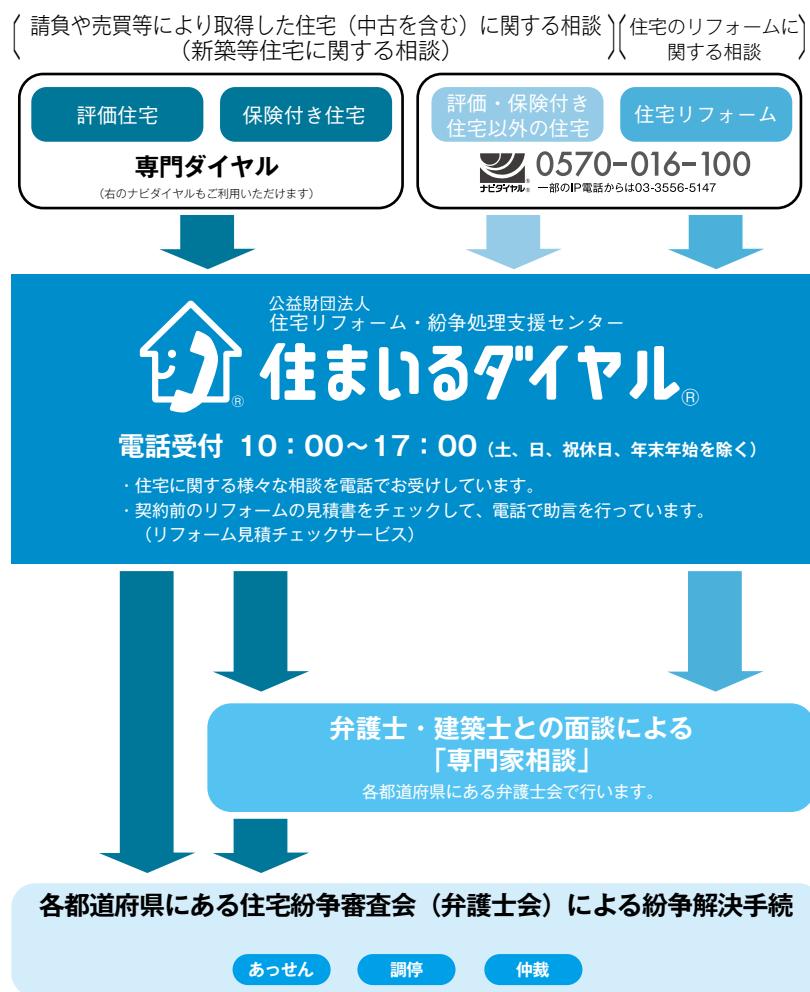 請負や売買等により取得した住宅（中古を含む）に関する相談
（新築等住宅に関する相談）
住宅のリフォームに
関する相談
評価住宅
保険付き住宅
専門ダイヤル
（右のナビダイヤルもご利用いただけます）
評価・保険付き
住宅以外の住宅
住宅リフォーム
ナビダイヤル® 0570-016-100
一部のIP電話からは03-3556-5147
公益財団法人
住宅リフォーム・紛争処理支援センター
住まいるダイヤル®
電話受付 10：00〜17：00（土、日、祝休日、年末年始を除く）
・住宅に関する様々な相談を電話でお受けしています。
・契約前のリフォームの見積書をチェックして、電話で助言を行っています。
（リフォーム見積チェックサービス）
弁護士・建築士との面談による
「専門家相談」
各都道府県にある弁護士会で行います。
各都道府県にある住宅紛争審査会（弁護士会）による紛争解決手続
あっせん
調停
仲裁